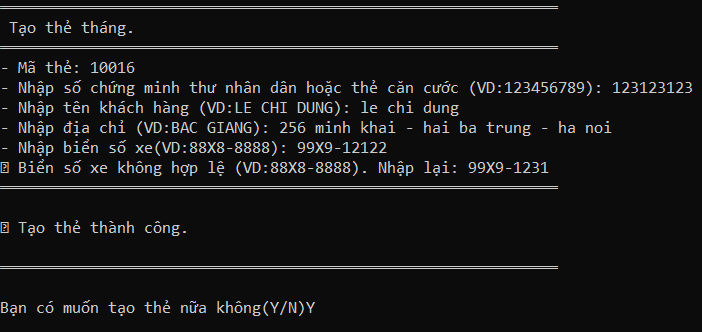 Tạo thẻ tháng.
- Mã thẻ: 10016
- Nhập số chứng minh thư nhân dân hoặc thẻ căn cước (VD:123456789): 123123123
- Nhập tên khách hàng (VD:LE CHI DUNG): le chi dung
- Nhập địa chỉ (VD:BAC GIANG): 256 minh khai - hai ba trung - ha noi
- Nhập biển số xe(VD:88X8-8888): 99X9-12122
⍰ Biển số xe không hợp lệ (VD:88X8-8888). Nhập lại: 99X9-1231
⍰ Tạo thẻ thành công.
Bạn có muốn tạo thẻ nữa không(Y/N)Y